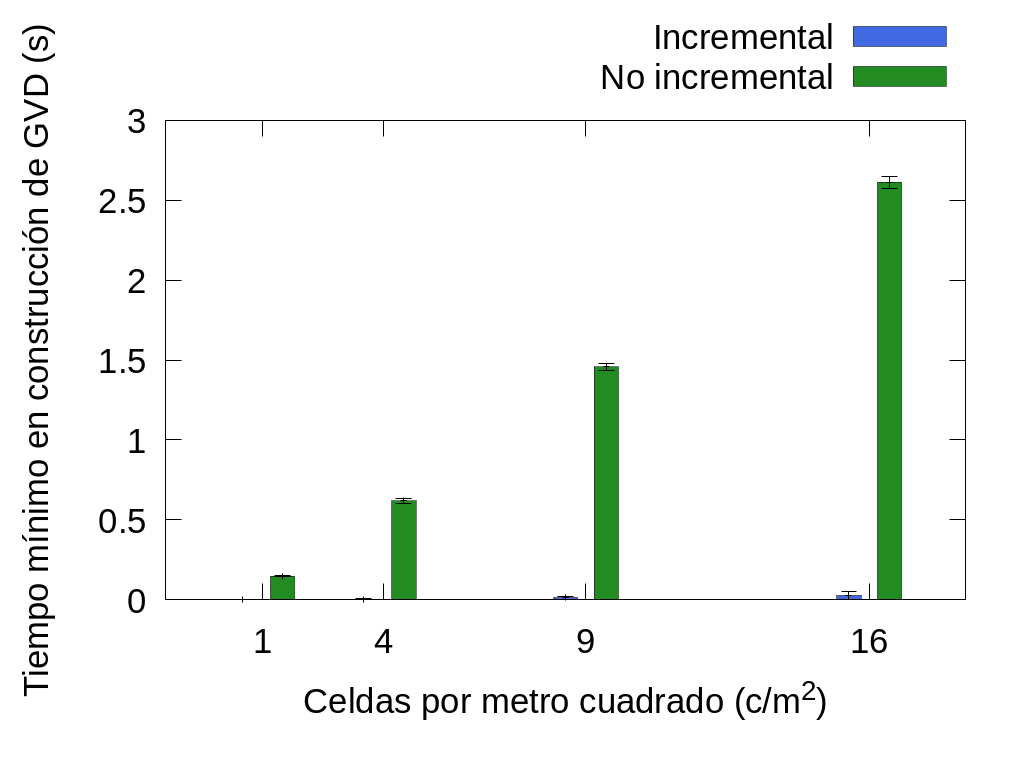 Incremental
No incremental
Tiempo mínimo en construcción de GVD (s)
3
2.5
2
1.5
1
0.5
0
1 4 9 16
Celdas por metro cuadrado (c/m²)